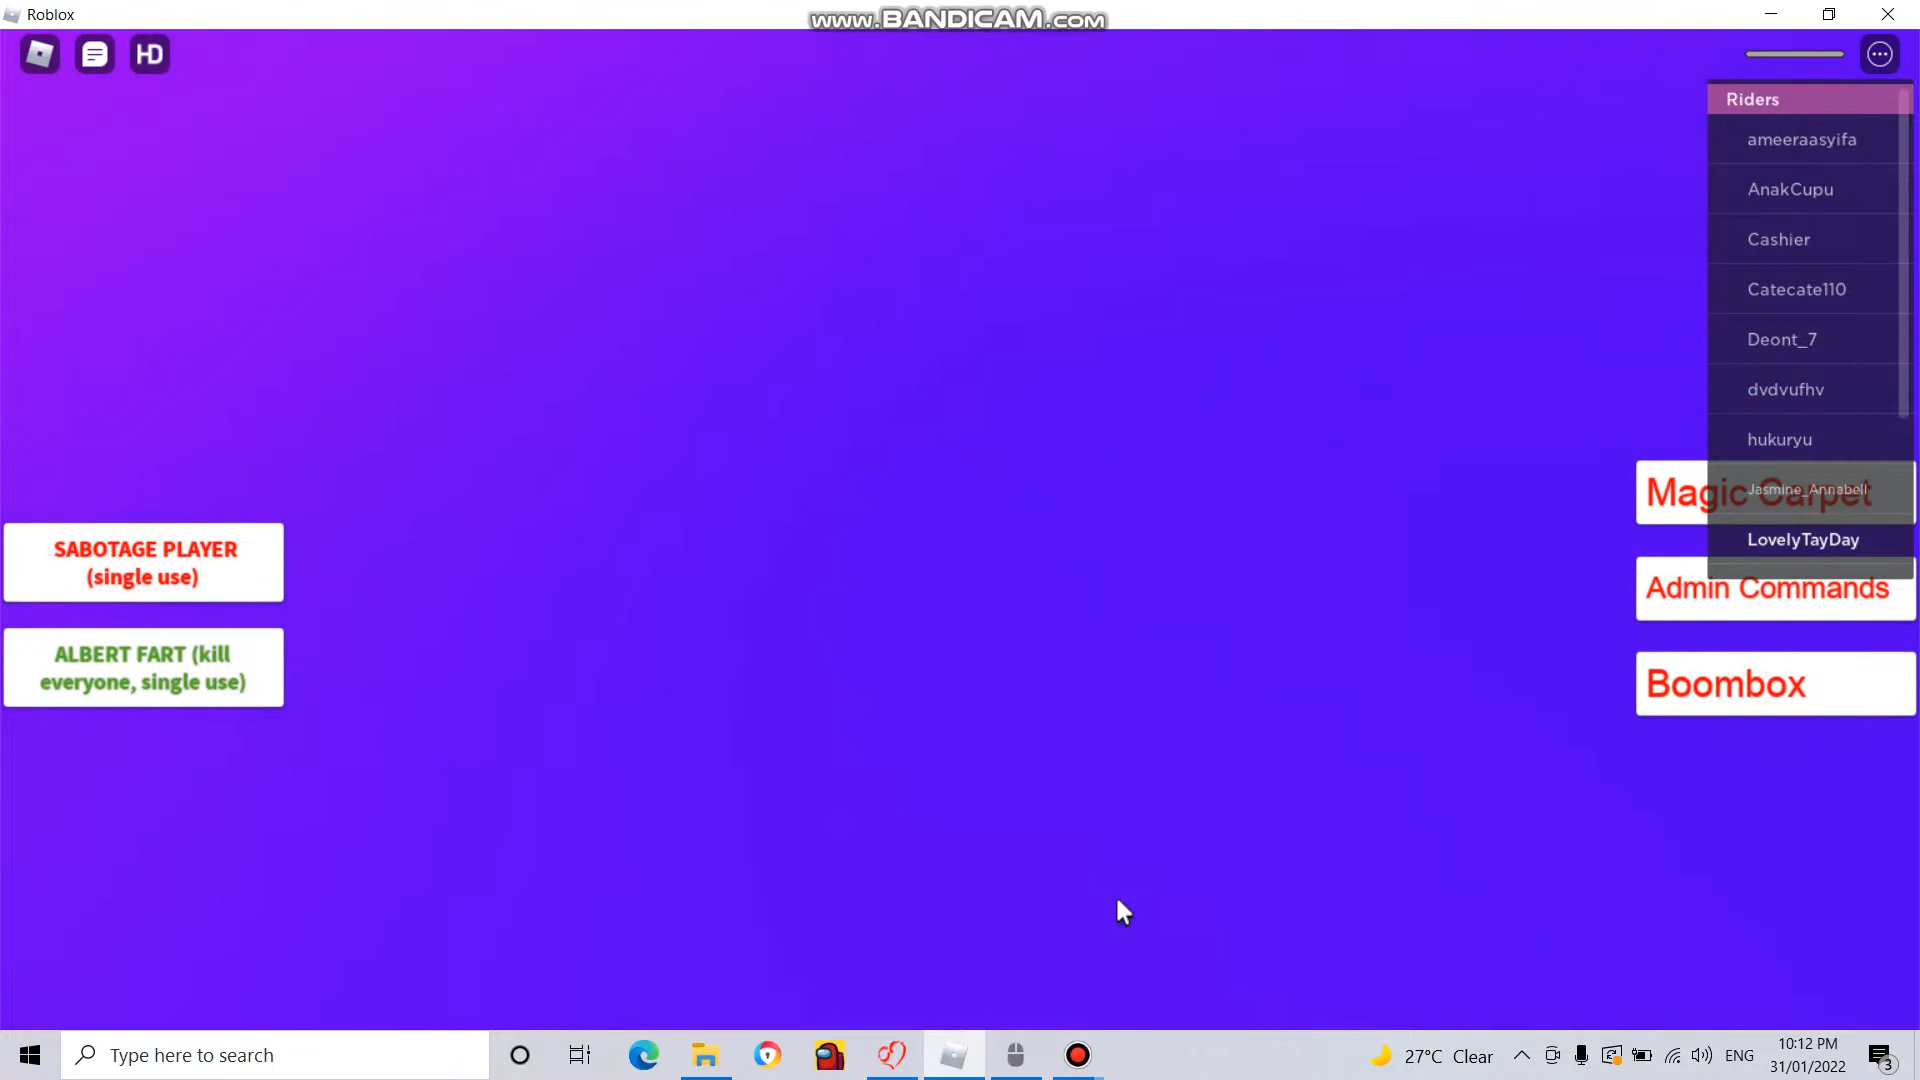 Roblox
www.BANDICAM.com
HD
Riders
ameeraasyifa
AnakCupu
Cashier
Catecate110
Deont_7
dvdvufhv
hukuryu
Jasmine_Annabell
LovelyTayDay
Magic Carpet
Admin Commands
Boombox
SABOTAGE PLAYER
(single use)
ALBERT FART (kill
everyone, single use)
Type here to search
27°C Clear
ENG
10:12 PM
31/01/2022
3